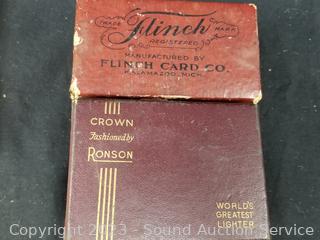 TRADE MARK
Flinch
REGISTERED
MANUFACTURED BY
FLINCH CARD CO.
KALAMAZOO, MICH.
CROWN
Fashioned by
RONSON
WORLD'S
GREATEST
LIGHTER
Copyright 2023 - Sound Auction Service